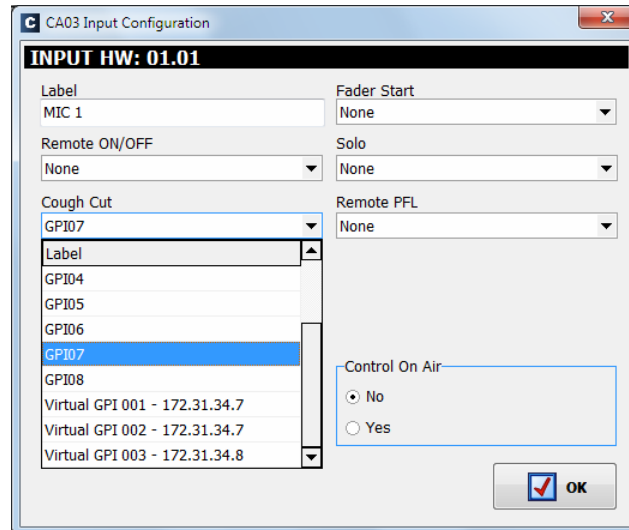 C CA03 Input Configuration
INPUT HW: 01.01
Label
MIC 1
Fader Start
None
Remote ON/OFF
None
Solo
None
Cough Cut
GPI07
Remote PFL
None
Label
GPI04
GPI05
GPI06
GPI07
GPI08
Virtual GPI 001 - 172.31.34.7
Virtual GPI 002 - 172.31.34.7
Virtual GPI 003 - 172.31.34.8
Control On Air
No
Yes
OK